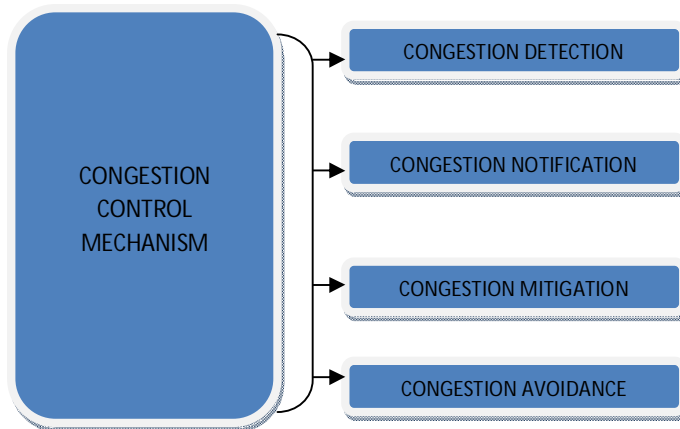 CONGESTION
CONTROL
MECHANISM
CONGESTION DETECTION
CONGESTION NOTIFICATION
CONGESTION MITIGATION
CONGESTION AVOIDANCE